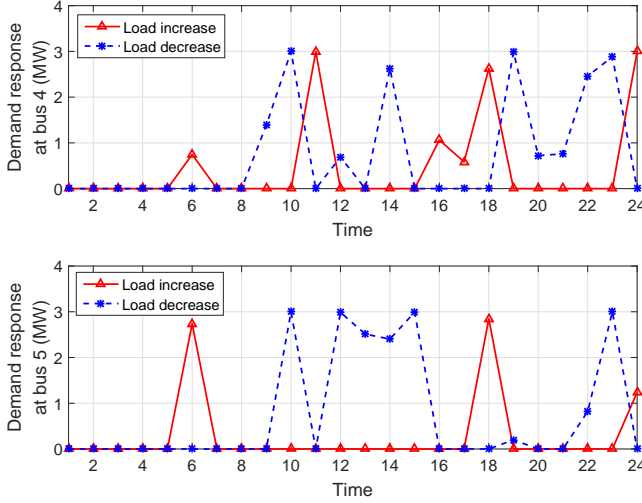 Demand response
at bus 4 (MW)
4
3
2
1
0
Load increase
Load decrease
2 4 6 8 10 12 14 16 18 20 22 24
Time
Demand response
at bus 5 (MW)
4
3
2
1
0
Load increase
Load decrease
2 4 6 8 10 12 14 16 18 20 22 24
Time